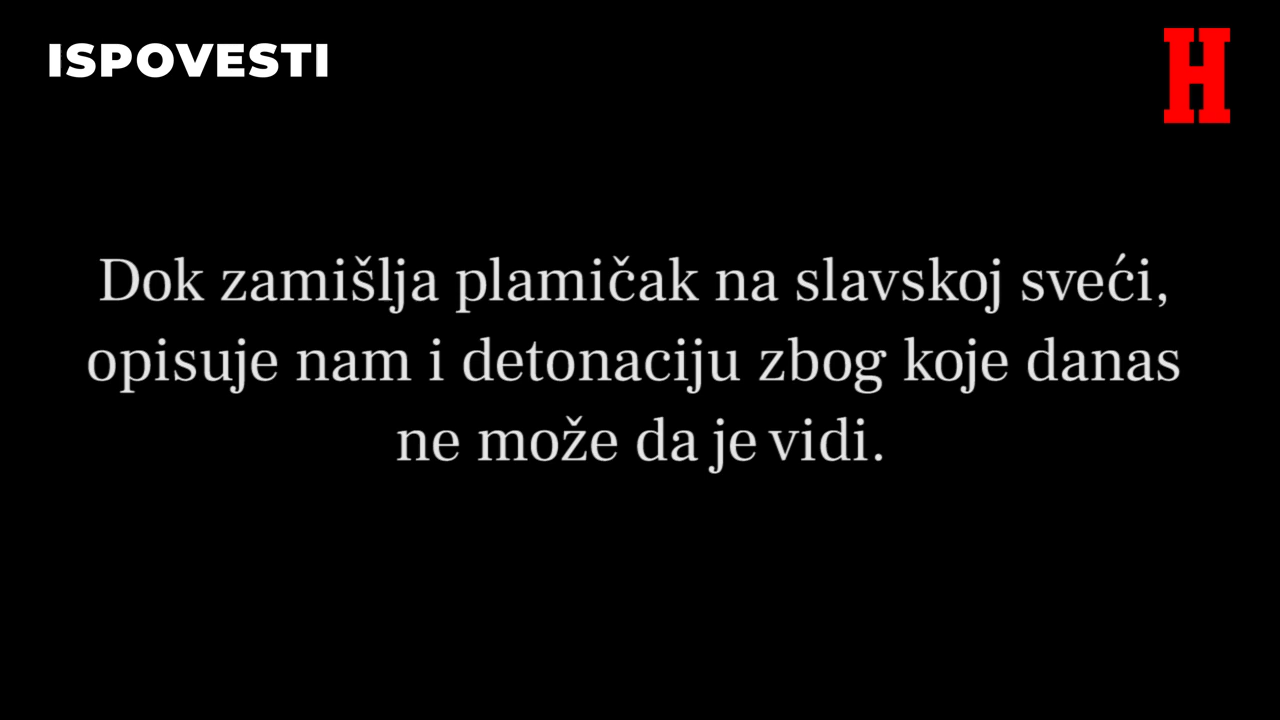 ISPOVESTI
H
Dok zamišlja plamičak na slavskoj sveći,
opisuje nam i detonaciju zbog koje danas
ne može da je vidi.